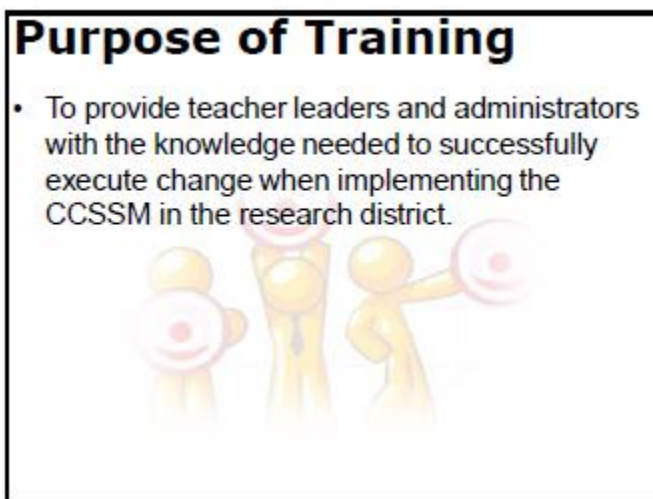 Purpose of Training
• To provide teacher leaders and administrators
with the knowledge needed to successfully
execute change when implementing the
CCSSM in the research district.